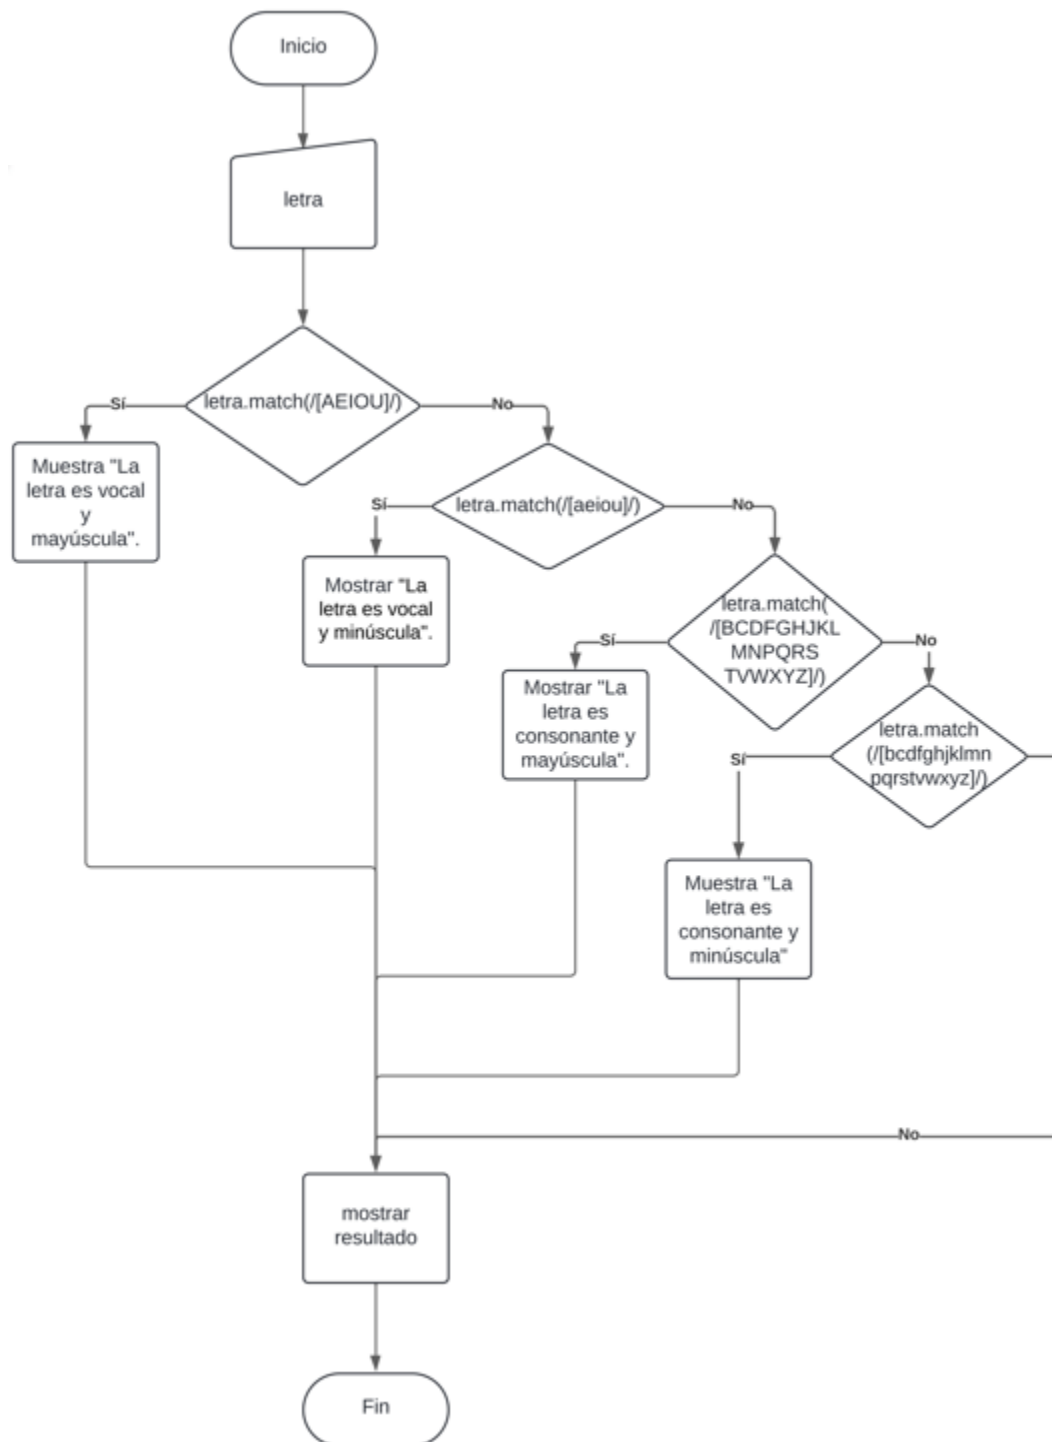 Inicio
letra
letra.match(/[AEIOU]/)
Sí
No
Muestra "La
letra es vocal
y
mayúscula".
letra.match(/[aeiou]/)
Sí
No
Mostrar "La
letra es vocal
y minúscula".
letra.match(
/[BCDFGHJKL
MNPQRS
TVWXYZ]/)
Sí
No
Mostrar "La
letra es
consonante y
mayúscula".
letra.match
(/[bcdfghjklmn
pqrstvwxyz]/)
Sí
Muestra "La
letra es
consonante y
minúscula"
No
mostrar
resultado
Fin